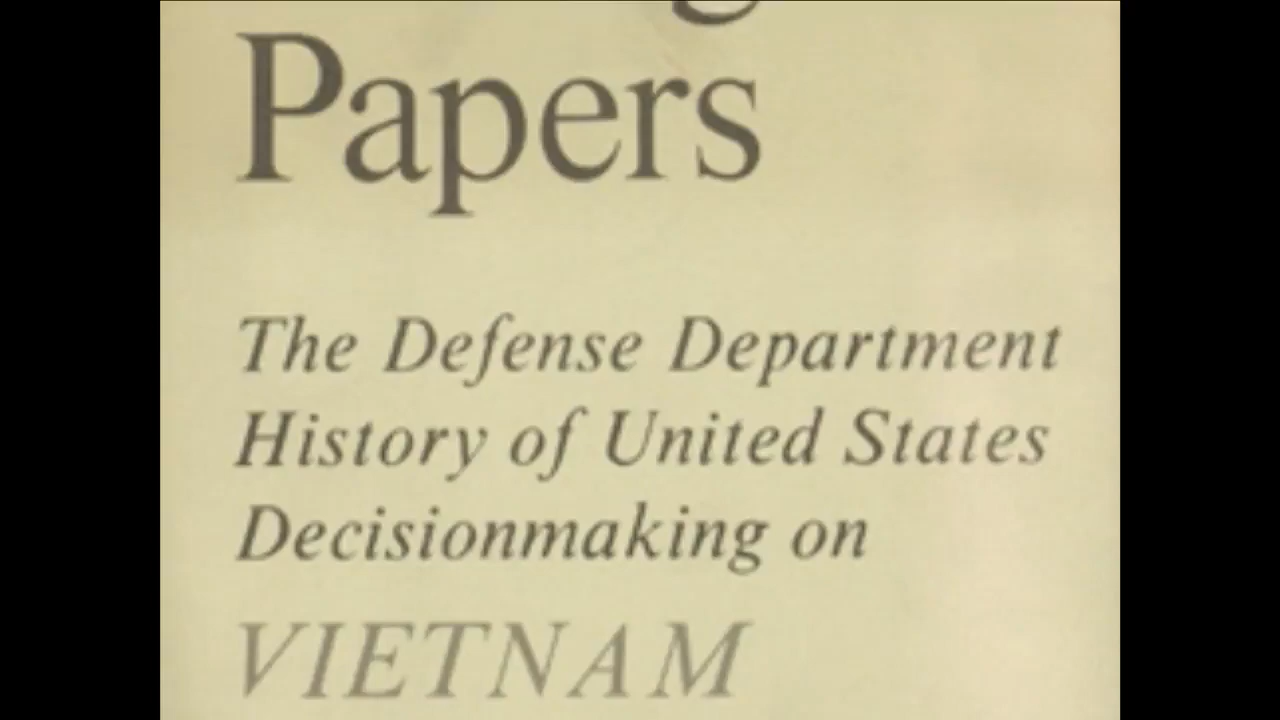 Papers
The Defense Department
History of United States
Decisionmaking on
VIETNAM